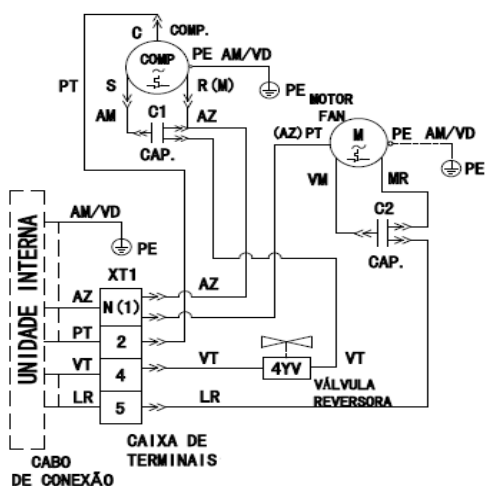 C
COMP.
COMP
~
PE
AM/VD
PE
PT
S
R(M)
AM
C1
AZ
CAP.
MOTOR
FAN
(AZ)PT
M
~
PE
AM/VD
PE
VM
MR
C2
CAP.
UNIDADE INTERNA
AM/VD
PE
XT1
AZ
N(1)
AZ
PT
2
VT
4
VT
4YV
VT
LR
5
LR
VÁLVULA
REVERSORA
CAIXA DE
TERMINAIS
CABO
DE CONEXÃO